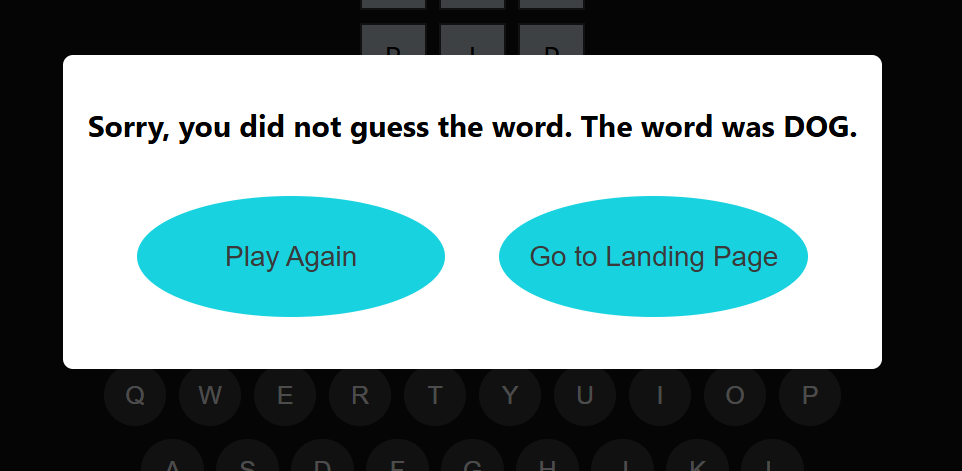 Sorry, you did not guess the word. The word was DOG.
Play Again Go to Landing Page
Q W E R T Y U I O P
A S D F G H J K L